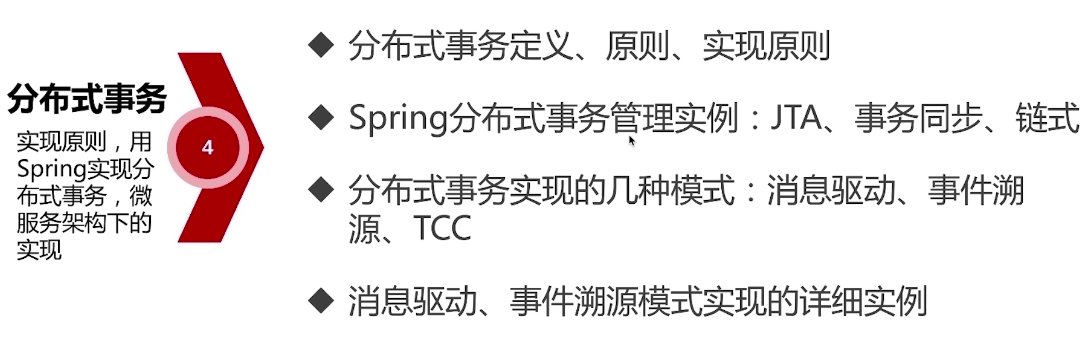 分布式事务
实现原则，用
Spring实现分
布式事务，微
服务架构下的
实现
4
◆ 分布式事务定义、原则、实现原则
◆ Spring分布式事务管理实例：JTA、事务同步、链式
◆ 分布式事务实现的几种模式：消息驱动、事件溯
源、TCC
◆ 消息驱动、事件溯源模式实现的详细实例